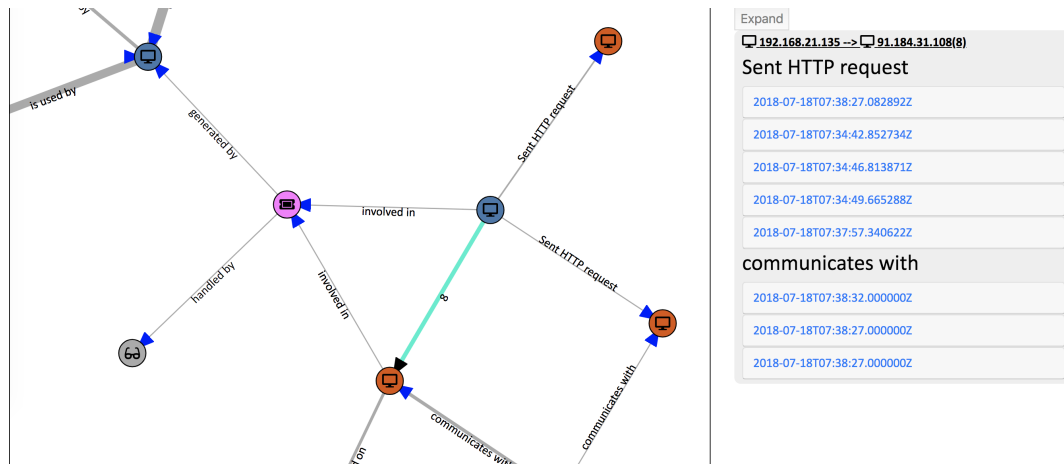 by
is used by
generated by
Sent HTTP request
involved in
Sent HTTP request
handled by
involved in
8
communicates with
communicates with
d on
Expand
192.168.21.135 --> 91.184.31.108(8)
Sent HTTP request
2018-07-18T07:38:27.082892Z
2018-07-18T07:34:42.852734Z
2018-07-18T07:34:46.813871Z
2018-07-18T07:34:49.665288Z
2018-07-18T07:37:57.340622Z
communicates with
2018-07-18T07:38:32.000000Z
2018-07-18T07:38:27.000000Z
2018-07-18T07:38:27.000000Z